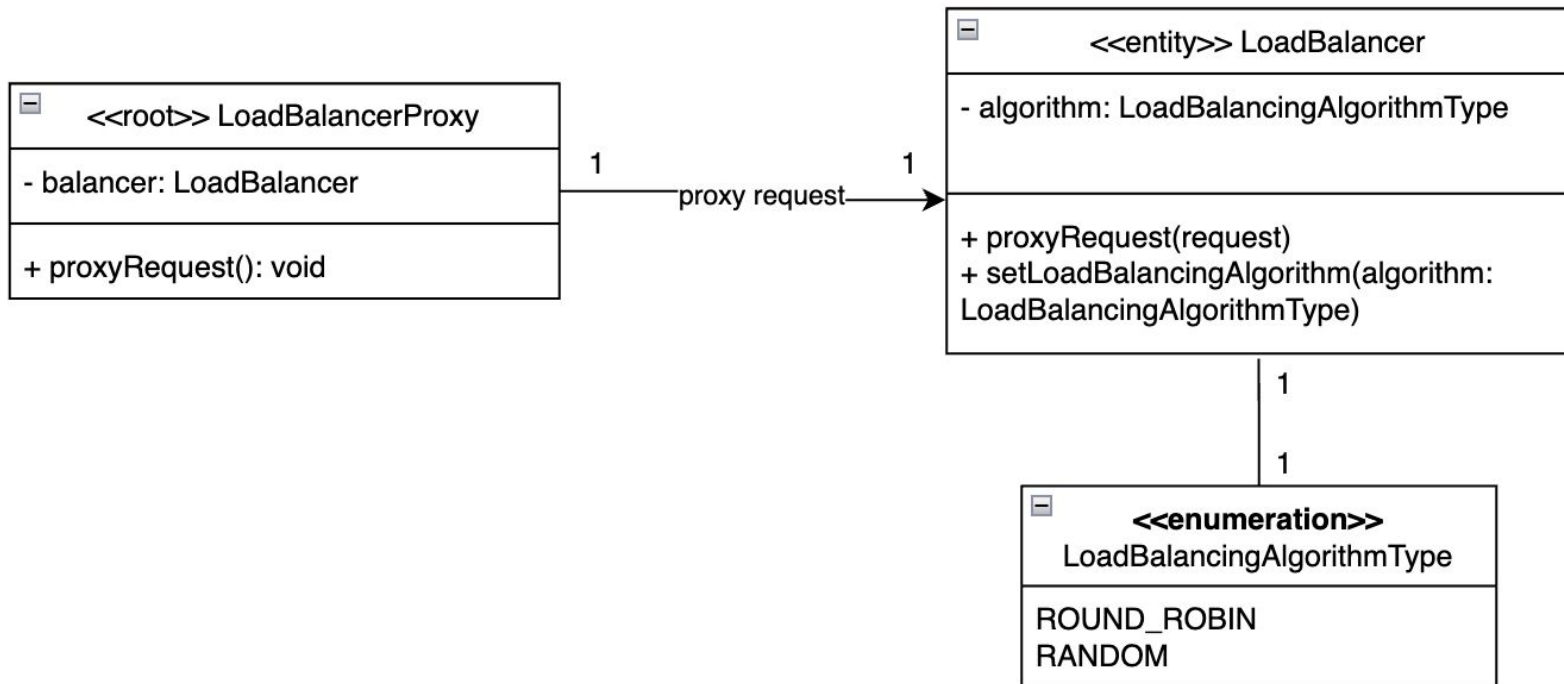 <<root>> LoadBalancerProxy
- balancer: LoadBalancer
+ proxyRequest(): void
1
proxy request
1
<<entity>> LoadBalancer
- algorithm: LoadBalancingAlgorithmType
+ proxyRequest(request)
+ setLoadBalancingAlgorithm(algorithm:
LoadBalancingAlgorithmType)
1
1
<<enumeration>>
LoadBalancingAlgorithmType
ROUND_ROBIN
RANDOM